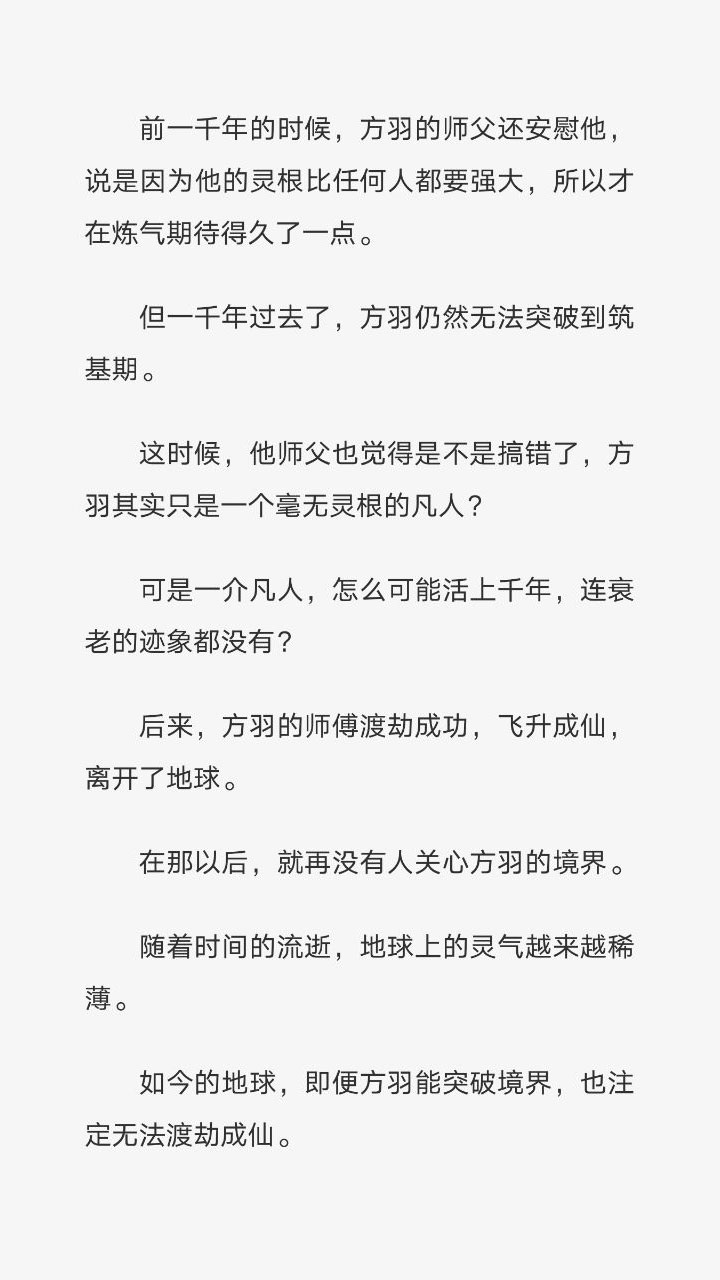 前一千年的时候，方羽的师父还安慰他，
说是因为他的灵根比任何人都要强大，所以才
在炼气期待得久了一点。
但一千年过去了，方羽仍然无法突破到筑
基期。
这时候，他师父也觉得是不是搞错了，方
羽其实只是一个毫无灵根的凡人？
可是一介凡人，怎么可能活上千年，连衰
老的迹象都没有？
后来，方羽的师傅渡劫成功，飞升成仙，
离开了地球。
在那以后，就再没有人关心方羽的境界。
随着时间的流逝，地球上的灵气越来越稀
薄。
如今的地球，即便方羽能突破境界，也注
定无法渡劫成仙。